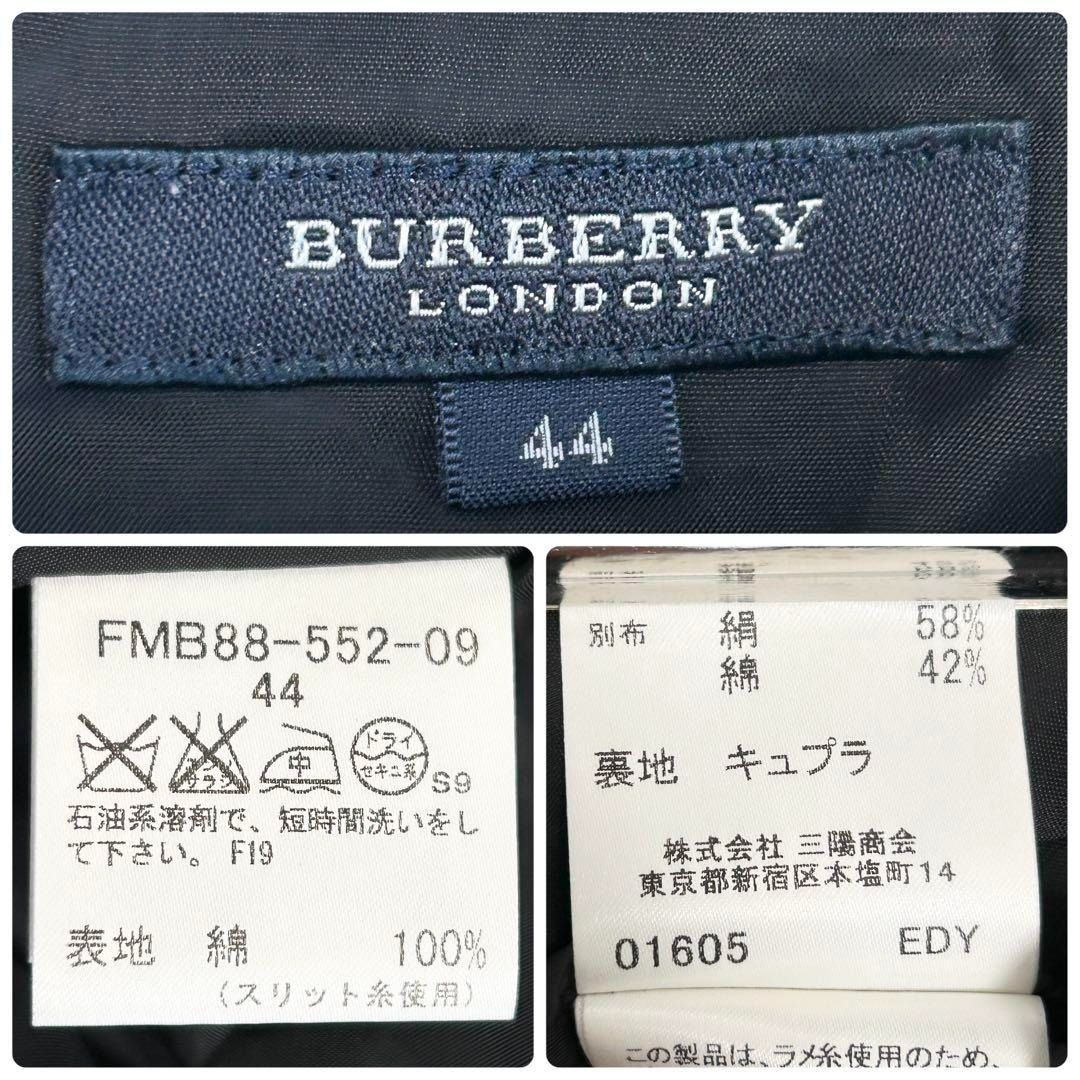 BURBERRY
LONDON
44
FMB88-552-09
44
ドライ
セキユ系
中
S9
石油系溶剤で、短時間洗いをし
て下さい。 F19
表地 綿 100%
(スリット糸使用)
別布 絹 58%
綿 42%
裏地 キュプラ
株式会社 三陽商会
東京都新宿区本塩町14
01605 EDY
この製品は、ラメ糸使用のため、